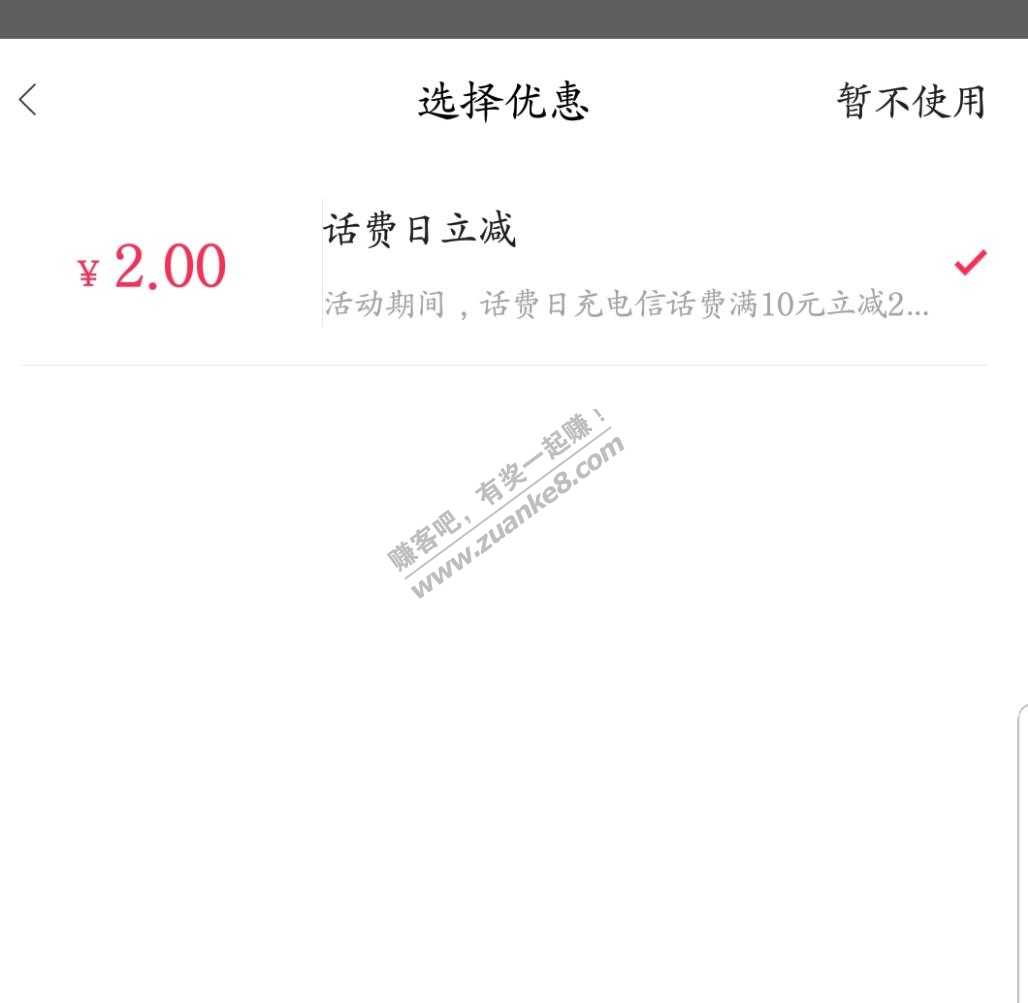 选择优惠 暂不使用
¥ 2.00
话费日立减
活动期间，话费日充电信话费满10元立减2...
赚客吧，有奖一起赚！
www.zuanke8.com